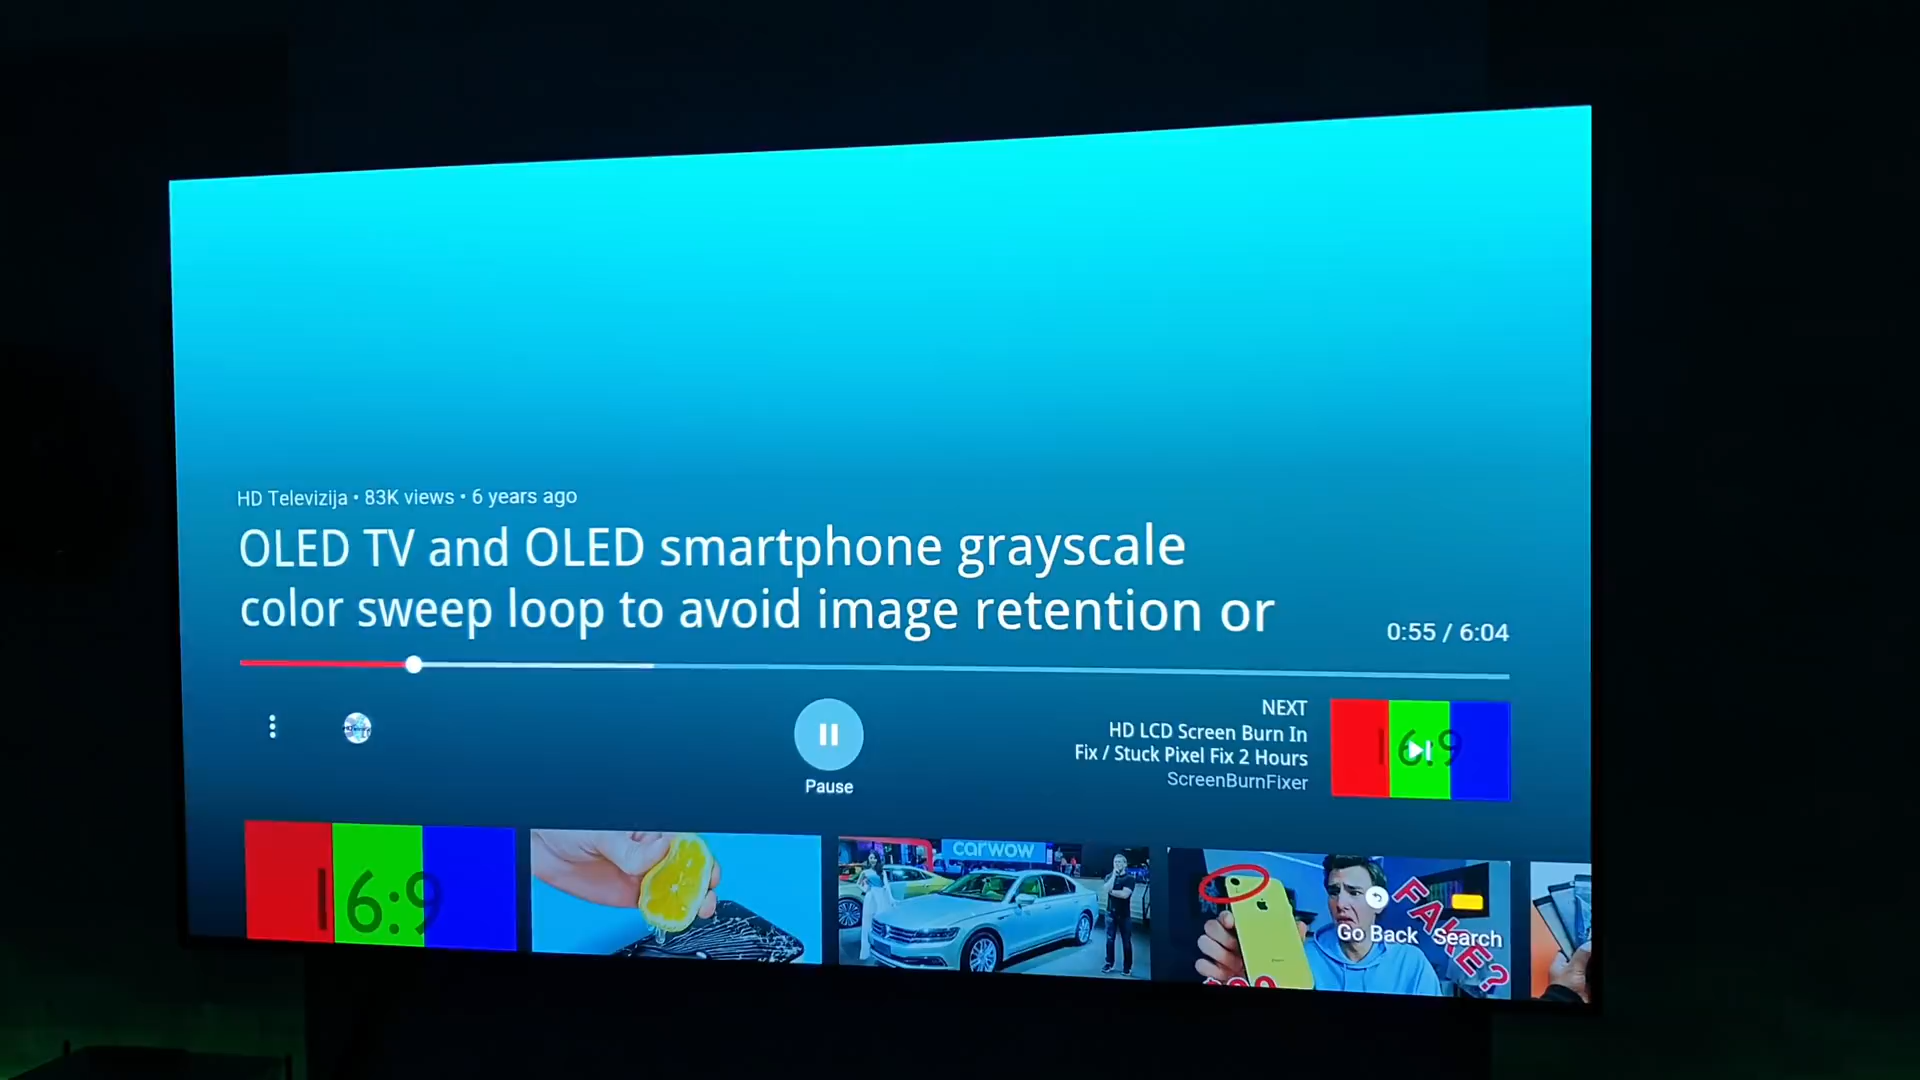 HD Televizija • 83K views • 6 years ago
OLED TV and OLED smartphone grayscale
color sweep loop to avoid image retention or
0:55 / 6:04
NEXT
HD LCD Screen Burn In
Fix / Stuck Pixel Fix 2 Hours
ScreenBurnFixer
16:9
Pause
16:9
carwow
FAKE?
Go Back
Search